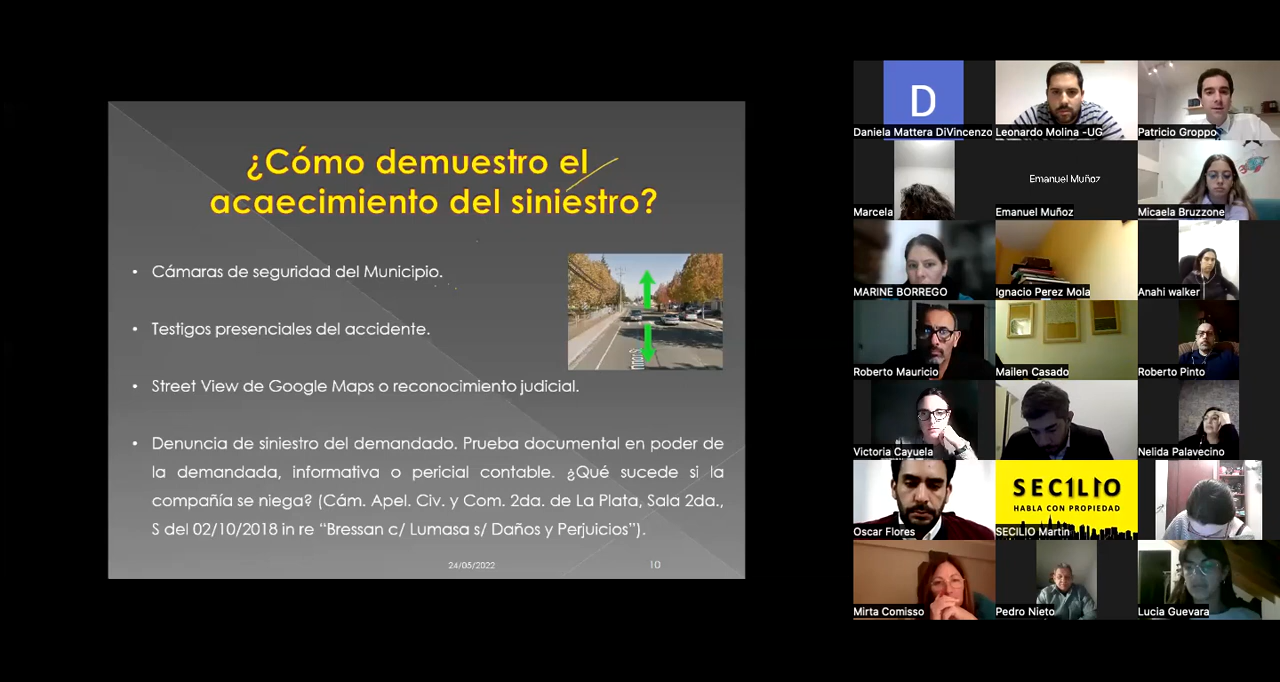 ¿Cómo demuestro el
acaecimiento del siniestro?
• Cámaras de seguridad del Municipio.
• Testigos presenciales del accidente.
• Street View de Google Maps o reconocimiento judicial.
• Denuncia de siniestro del demandado. Prueba documental en poder de
la demandada, informativa o pericial contable. ¿Qué sucede si la
compañía se niega? (Cám. Apel. Civ. y Com. 2da. de La Plata, Sala 2da.,
S del 02/10/2018 in re “Bressan c/ Lumasa s/ Daños y Perjuicios”).
24/05/2022
10
D
Daniela Mattera DiVincenzo
Leonardo Molina -UG
Patricio Groppo
Marcela
Emanuel Muñoz
Emanuel Muñoz
Micaela Bruzzone
MARINE BORREGO
Ignacio Perez Mola
Anahi walker
Roberto Mauricio
Mailen Casado
Roberto Pinto
Victoria Cayuela
Nelida Palavecino
Oscar Flores
SEC1L1O
HABLA CON PROPIEDAD
SECILIO Martin
Mirta Comisso
Pedro Nieto
Lucia Guevara